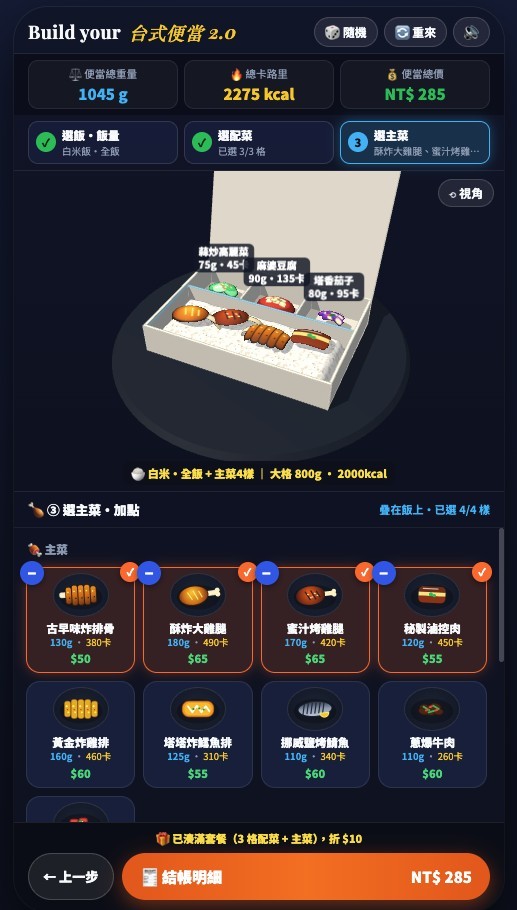 Build your 台式便當 2.0
隨機
重來
便當總重量
1045 g
總卡路里
2275 kcal
便當總價
NT$ 285
選飯・飯量
白米飯・全飯
選配菜
已選 3/3 格
3
選主菜
酥炸大雞腿、蜜汁烤雞…
視角
蒜炒高麗菜
75g・45卡
麻婆豆腐
90g・135卡
塔香茄子
80g・95卡
白米・全飯 + 主菜4樣 | 大格 800g・2000kcal
③ 選主菜・加點
疊在飯上・已選 4/4 樣
主菜
古早味炸排骨
130g・380卡
$50
酥炸大雞腿
180g・490卡
$65
蜜汁烤雞腿
170g・420卡
$65
秘製滷控肉
120g・450卡
$55
黃金炸雞排
160g・460卡
$60
塔塔炸鱈魚排
125g・310卡
$55
挪威鹽烤鯖魚
110g・340卡
$60
蔥爆牛肉
110g・260卡
$60
已湊滿套餐（3 格配菜 + 主菜），折 $10
← 上一步
結帳明細
NT$ 285